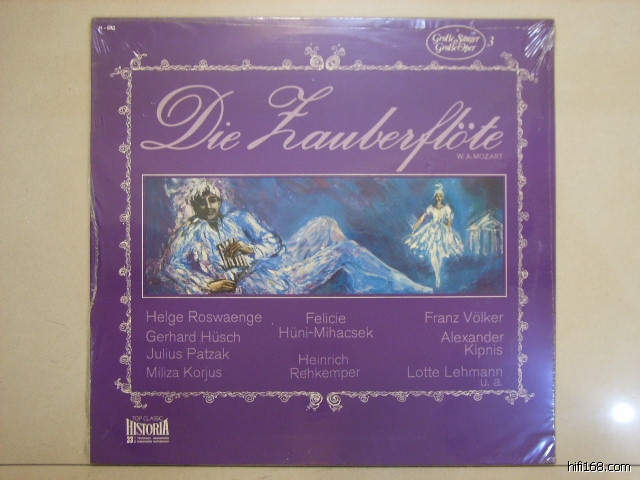 Große Sänger
Große Oper 3
Die Zauberflöte
W. A. MOZART
Helge Roswaenge
Gerhard Hüsch
Julius Patzak
Miliza Korjus
Felicie
Hüni-Mihacsek
Heinrich
Rehkemper
Franz Völker
Alexander
Kipnis
Lotte Lehmann
u. a.
TOP CLASSIC
HISTORIA
33
hifi168.com